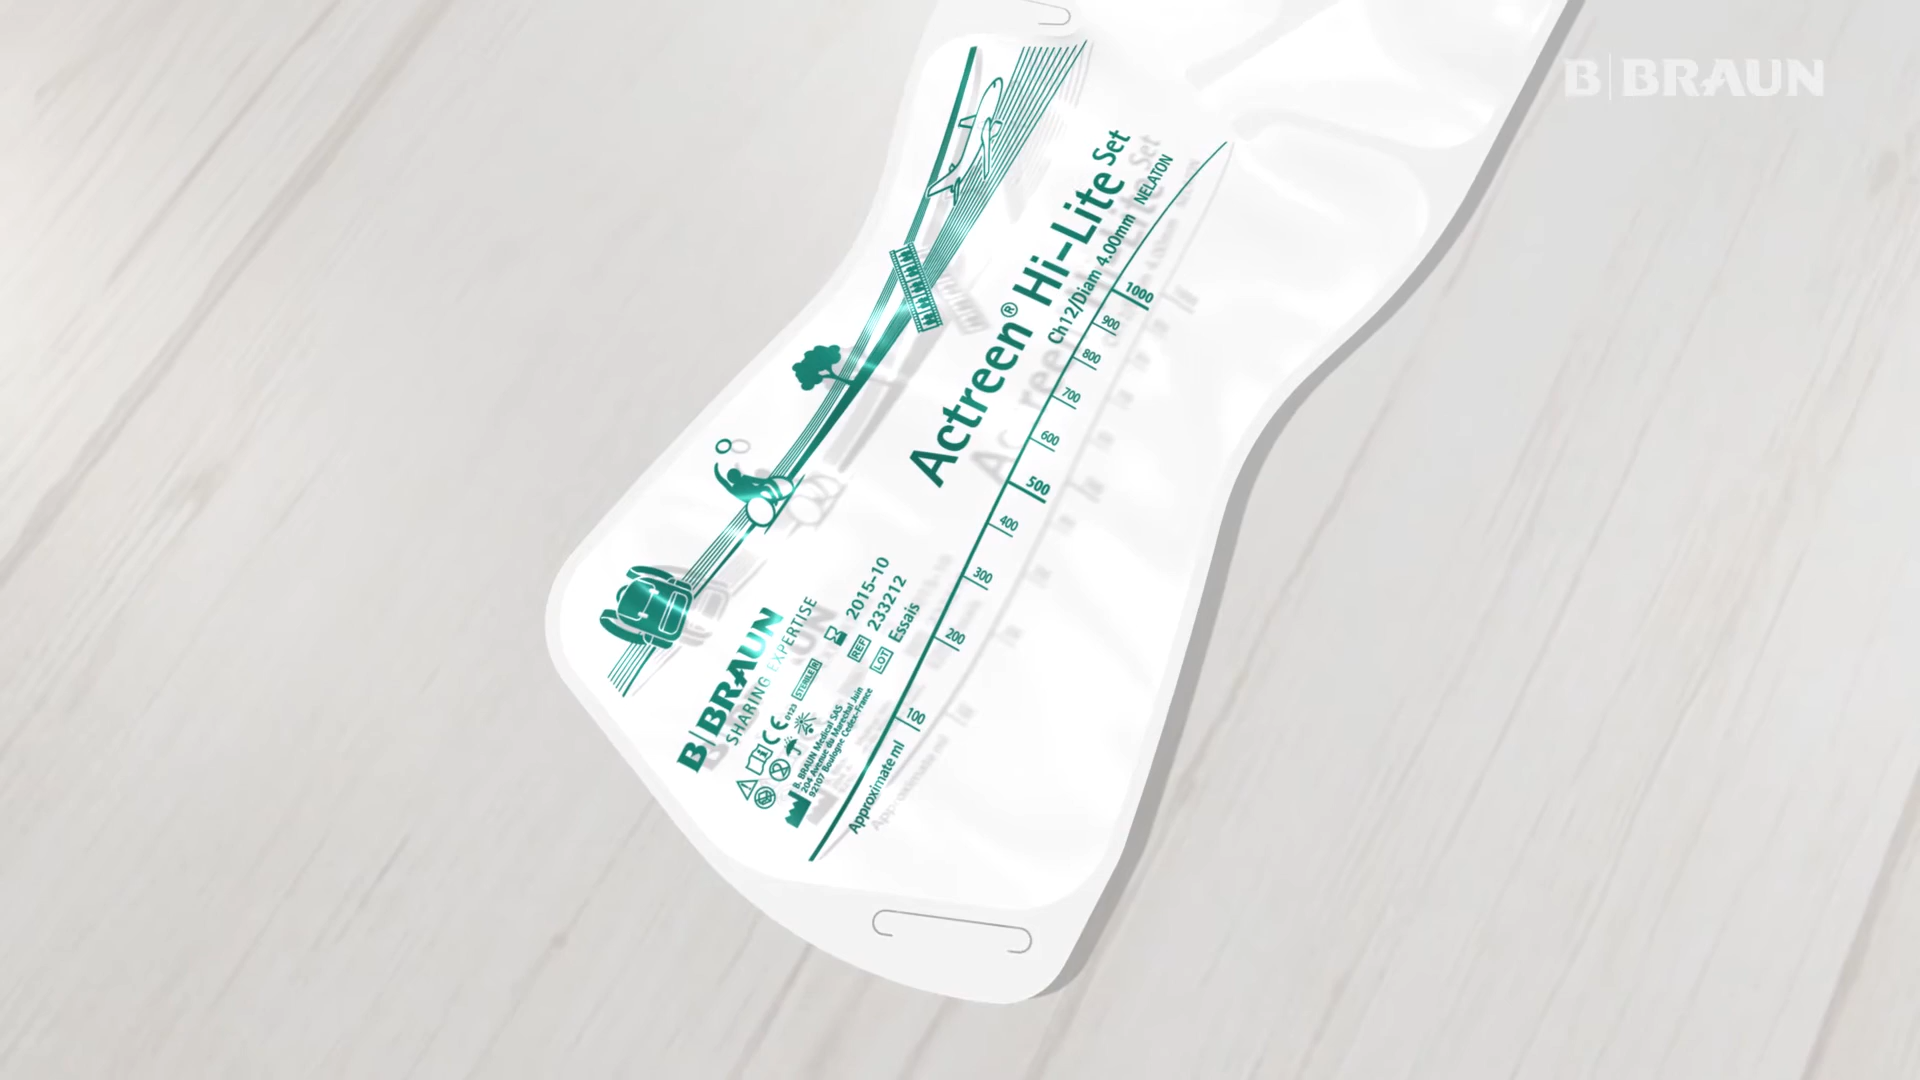 B|BRAUN
Actreen® Hi-Lite Set
Ch12/Diam 4.00mm NELATON
1000
900
800
700
600
500
400
300
200
100
Approximate ml
B|BRAUN
SHARING EXPERTISE
STERILE R
2015-10
REF 233212
LOT Essais
CE 0123
B. BRAUN Medical SAS
204 Avenue du Maréchal Juin
92107 Boulogne Cedex-France